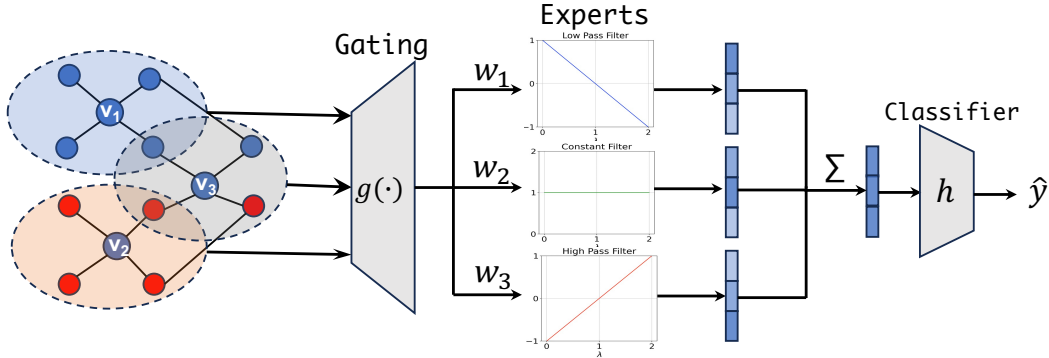 Experts
Gating
Classifier
v1
v3
v2
g(·)
w1
w2
w3
Low Pass Filter
1
0
−1
0
1
2
Constant Filter
2
1
0
0
1
2
High Pass Filter
1
0
−1
0
1
2
λ
Σ
h
ŷ